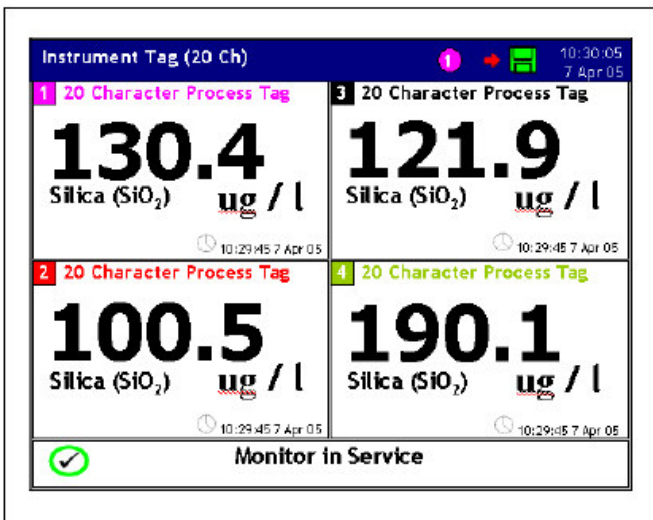 Instrument Tag (20 Ch)
1
10:30:05
7 Apr 05
1 20 Character Process Tag
130.4
Silica (SiO₂) ug / l
10:29:45 7 Apr 05
3 20 Character Process Tag
121.9
Silica (SiO₂) ug / l
10:29:45 7 Apr 05
2 20 Character Process Tag
100.5
Silica (SiO₂) ug / l
10:29:45 7 Apr 05
4 20 Character Process Tag
190.1
Silica (SiO₂) ug / l
10:29:45 7 Apr 05
Monitor in Service